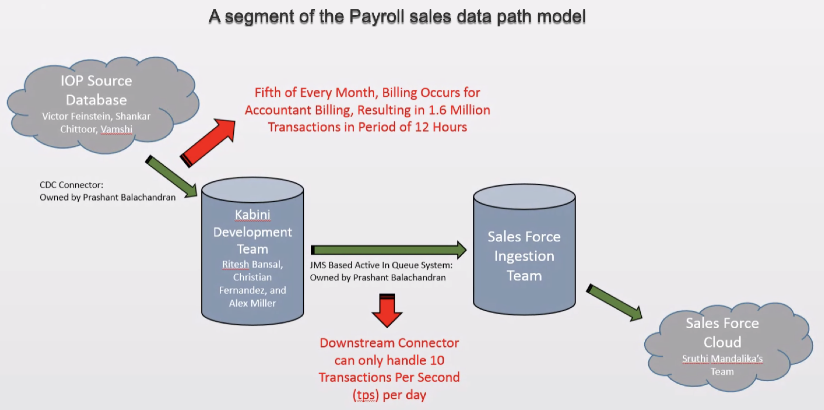 A segment of the Payroll sales data path model
IOP Source
Database
Victor Feinstein, Shankar
Chittoor, Vamshi
Fifth of Every Month, Billing Occurs for
Accountant Billing, Resulting in 1.6 Million
Transactions in Period of 12 Hours
CDC Connector:
Owned by Prashant Balachandran
Kabini
Development
Team
Ritesh Bansal,
Christian
Fernandez, and
Alex Miller
JMS Based Active In Queue System:
Owned by Prashant Balachandran
Sales Force
Ingestion
Team
Downstream Connector
can only handle 10
Transactions Per Second
(tps) per day
Sales Force
Cloud
Sruthi Mandalika's
Team